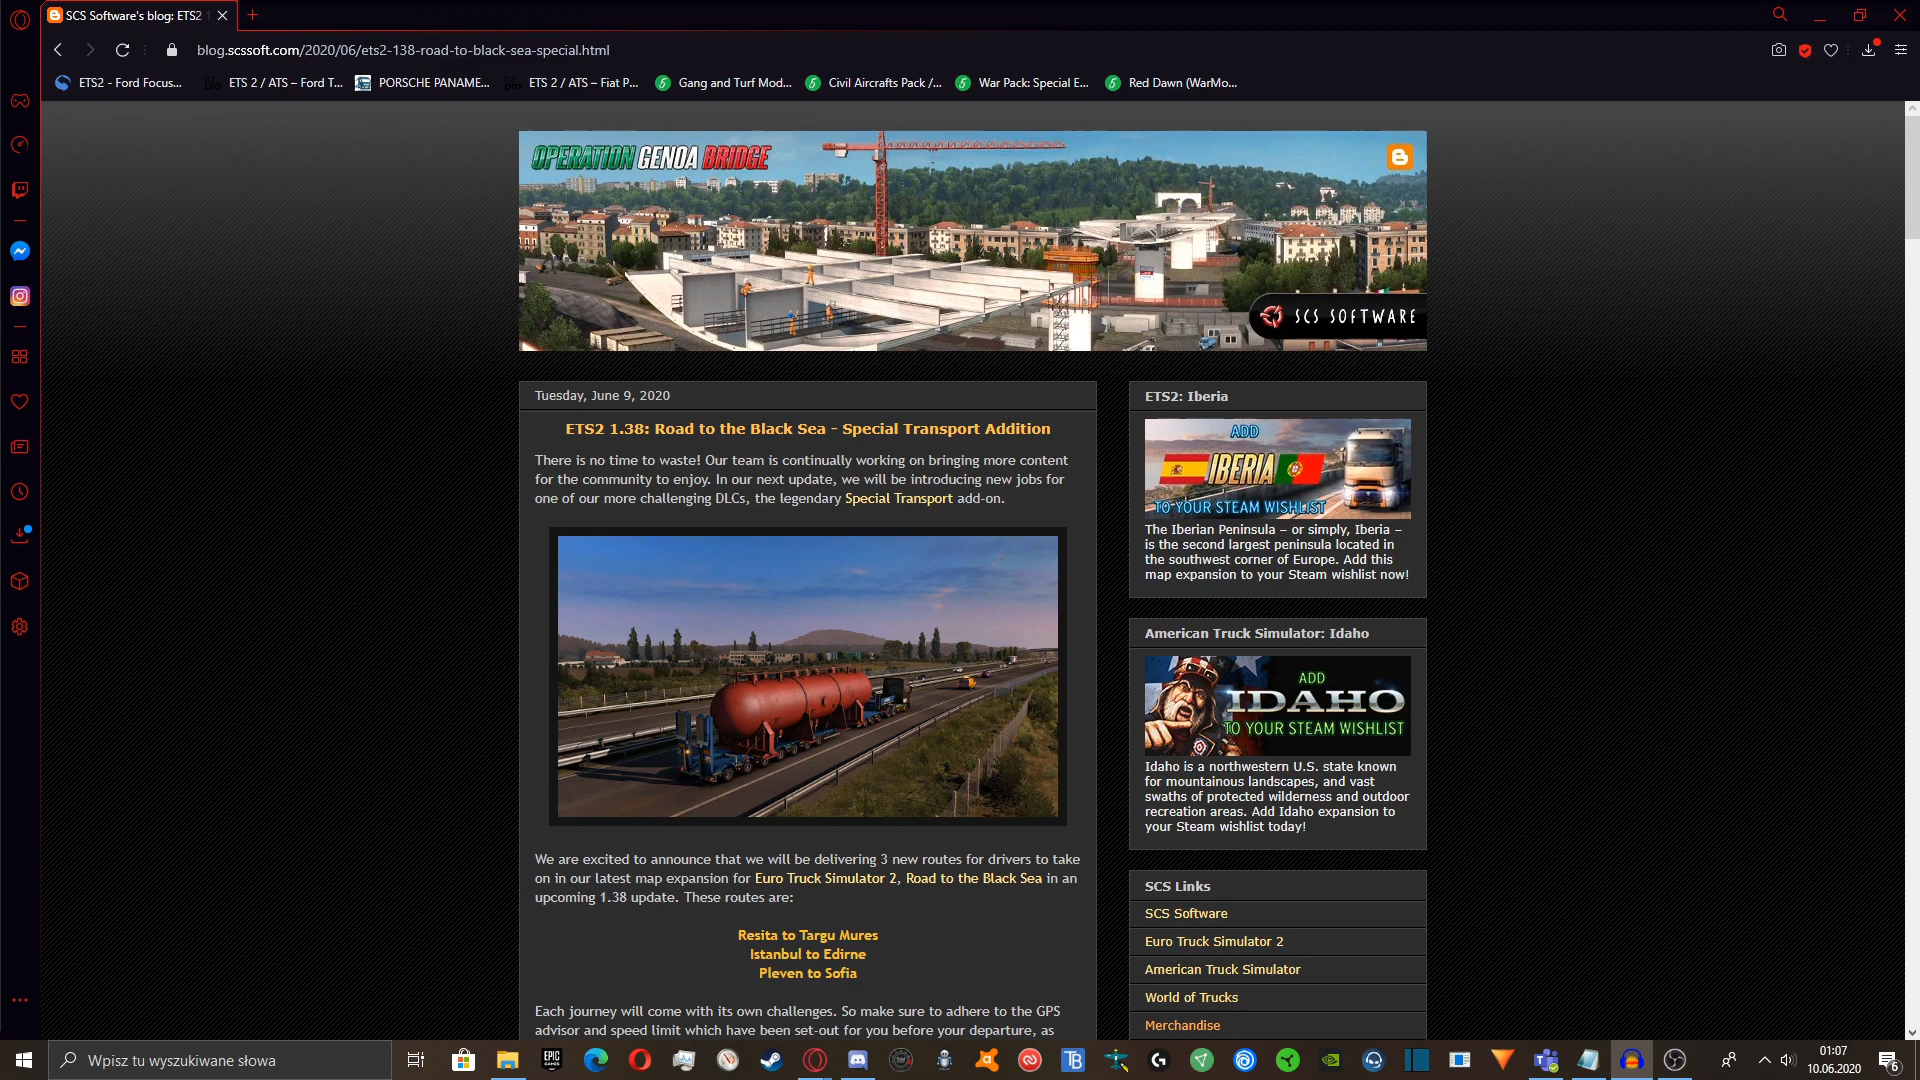 SCS Software's blog: ETS2 1
blog.scssoft.com/2020/06/ets2-138-road-to-black-sea-special.html
ETS2 - Ford Focus...
ETS 2 / ATS – Ford T...
PORSCHE PANAME...
ETS 2 / ATS – Fiat P...
Gang and Turf Mod...
Civil Aircrafts Pack /...
War Pack: Special E...
Red Dawn (WarMo...
OPERATION GENOA BRIDGE
SCS SOFTWARE
Tuesday, June 9, 2020
ETS2 1.38: Road to the Black Sea - Special Transport Addition
There is no time to waste! Our team is continually working on bringing more content
for the community to enjoy. In our next update, we will be introducing new jobs for
one of our more challenging DLCs, the legendary Special Transport add-on.
We are excited to announce that we will be delivering 3 new routes for drivers to take
on in our latest map expansion for Euro Truck Simulator 2, Road to the Black Sea in an
upcoming 1.38 update. These routes are:
Resita to Targu Mures
Istanbul to Edirne
Pleven to Sofia
Each journey will come with its own challenges. So make sure to adhere to the GPS
advisor and speed limit which have been set-out for you before your departure, as
ETS2: Iberia
ADD
IBERIA
TO YOUR STEAM WISHLIST
The Iberian Peninsula – or simply, Iberia –
is the second largest peninsula located in
the southwest corner of Europe. Add this
map expansion to your Steam wishlist now!
American Truck Simulator: Idaho
ADD
IDAHO
TO YOUR STEAM WISHLIST
Idaho is a northwestern U.S. state known
for mountainous landscapes, and vast
swaths of protected wilderness and outdoor
recreation areas. Add Idaho expansion to
your Steam wishlist today!
SCS Links
SCS Software
Euro Truck Simulator 2
American Truck Simulator
World of Trucks
Merchandise
Wpisz tu wyszukiwane słowa
EPIC GAMES
TB
01:07
10.06.2020
6